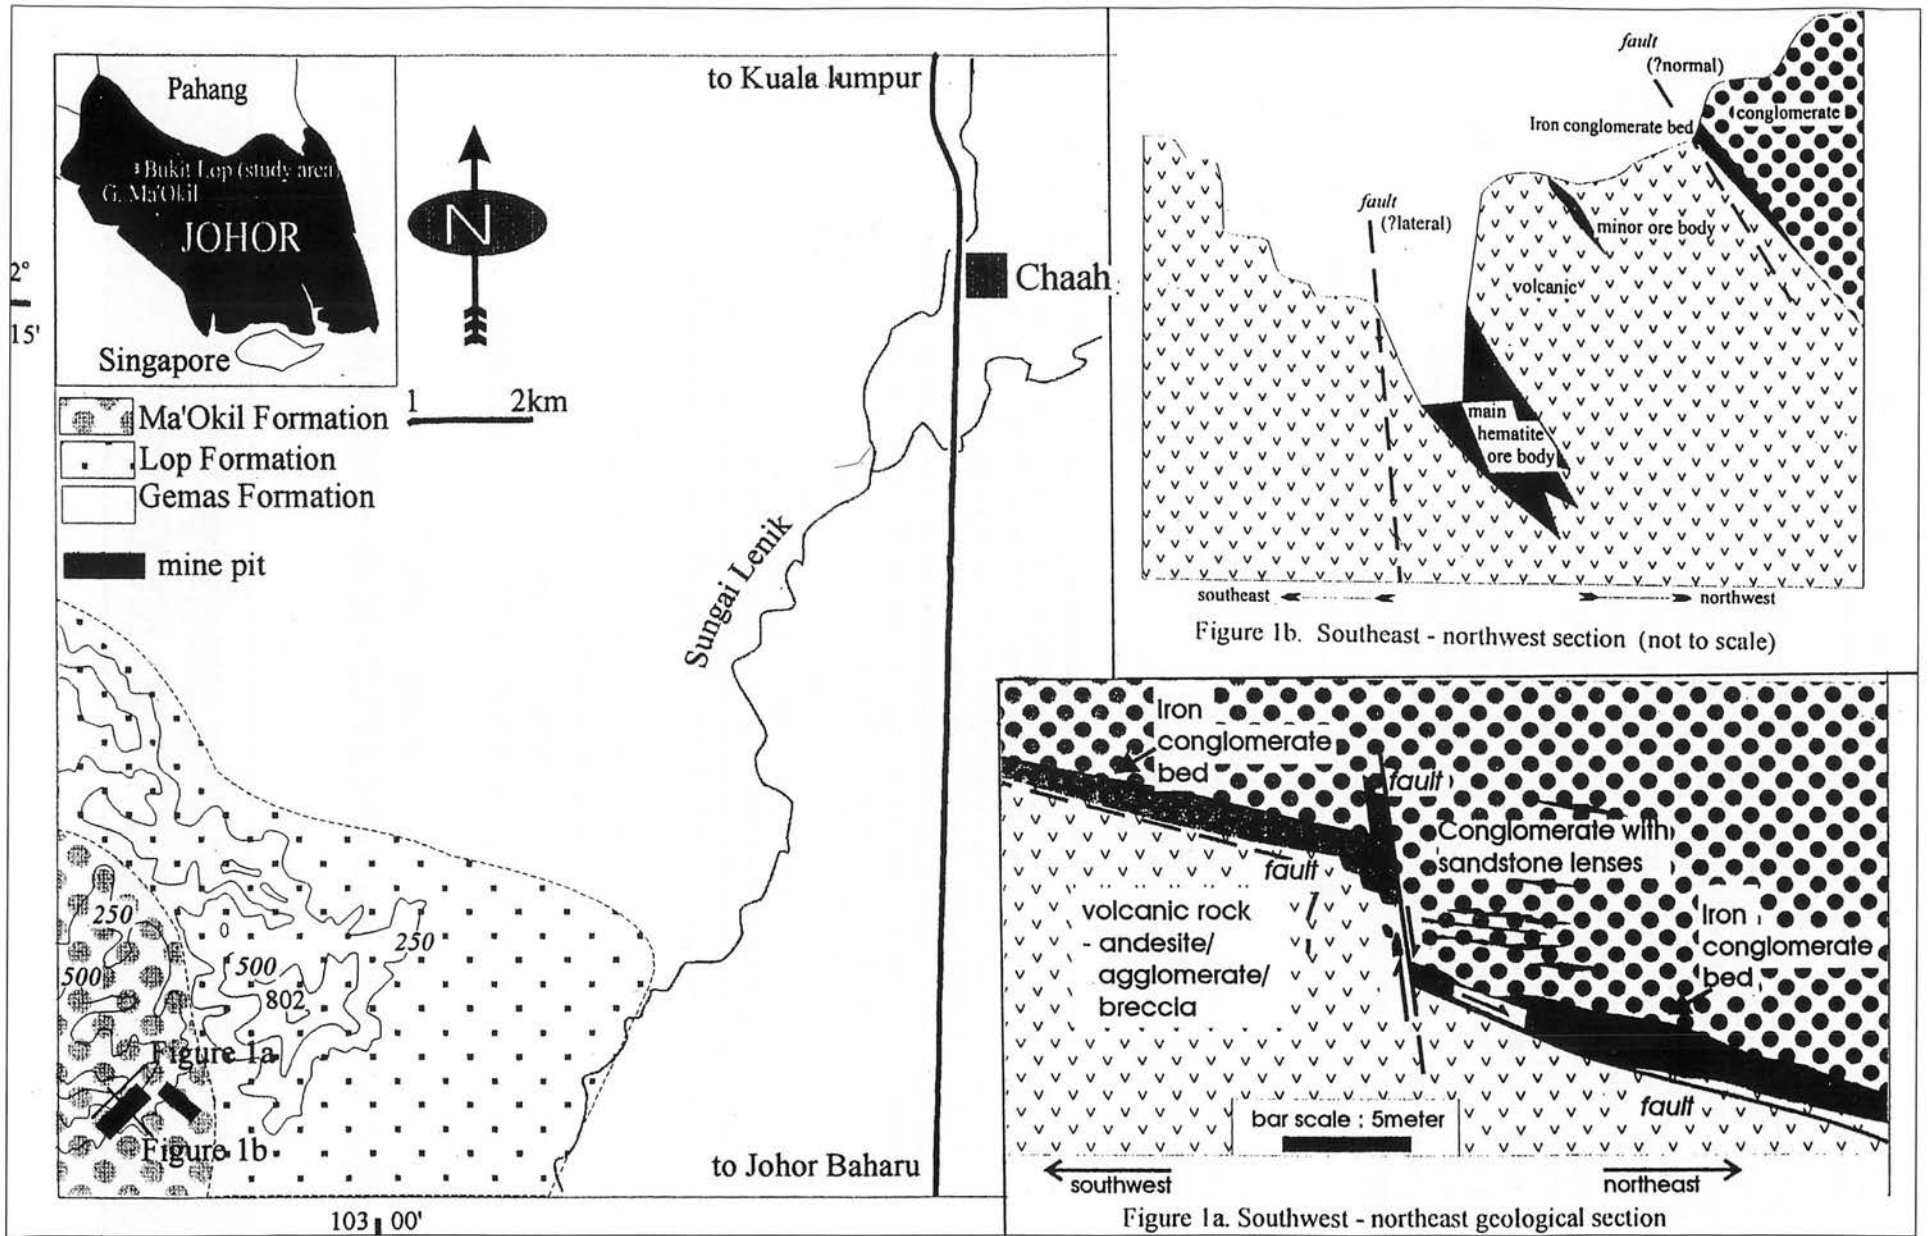 Pahang
Bukit Lop (study area)
G. Ma'Okil
JOHOR
Singapore
N
to Kuala lumpur
Chaah
2°
15'
1 2km
Ma'Okil Formation
Lop Formation
Gemas Formation
mine pit
Sungai Lenik
250
500
500
802
250
Figure 1a
Figure 1b
to Johor Baharu
103 00'
fault
(?normal)
conglomerate
Iron conglomerate bed
fault
(?lateral)
minor ore body
volcanic
main
hematite
ore body
southeast
northwest
Figure 1b. Southeast - northwest section (not to scale)
Iron
conglomerate
bed
fault
Conglomerate with
sandstone lenses
fault
volcanic rock
- andesite/
agglomerate/
breccia
Iron
conglomerate
bed
fault
bar scale : 5meter
southwest
northeast
Figure 1a. Southwest - northeast geological section